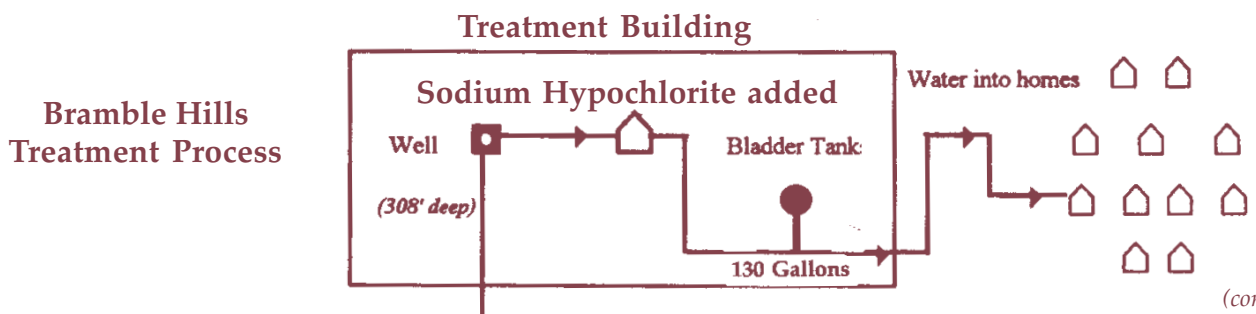 Treatment Building
Bramble Hills
Treatment Process
Sodium Hypochlorite added
Well
(308' deep)
Bladder Tank
130 Gallons
Water into homes